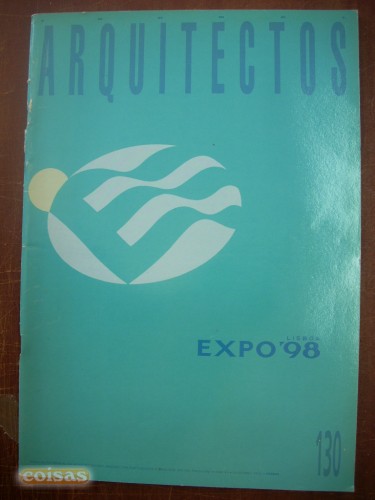 ARQUITECTOS
LISBOA
EXPO'98
130
coisas